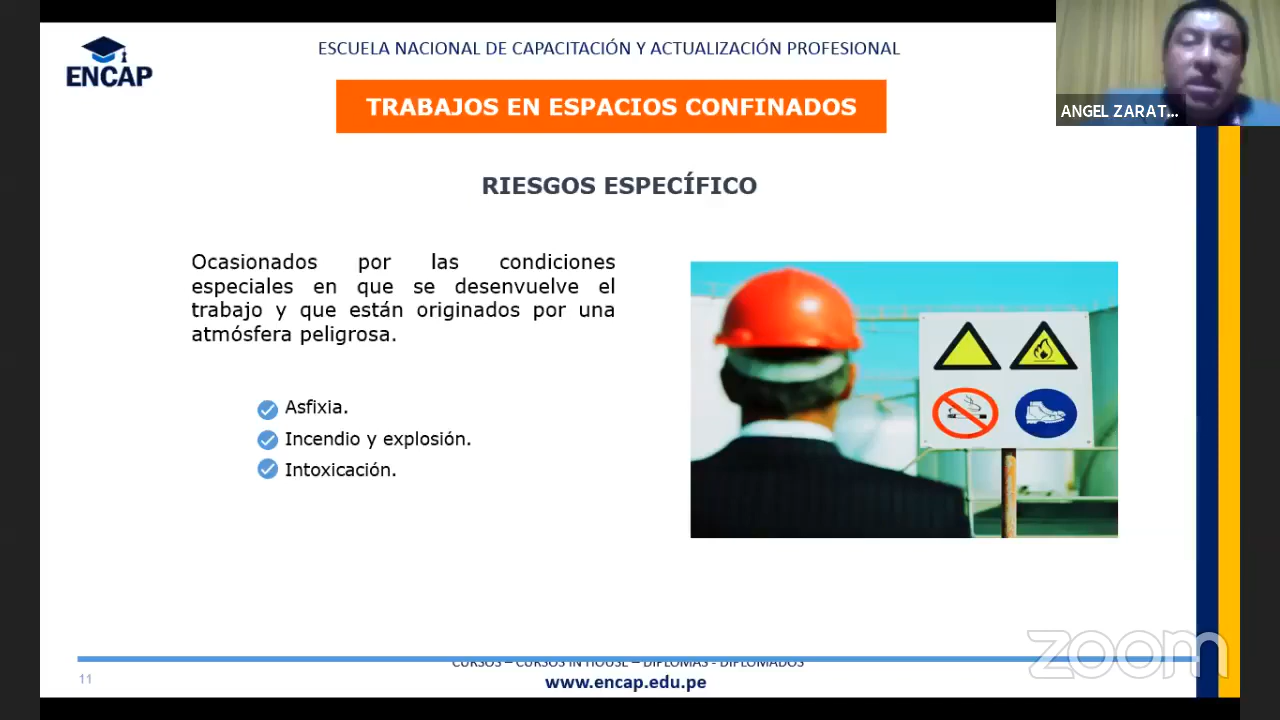 ENCAP
ESCUELA NACIONAL DE CAPACITACIÓN Y ACTUALIZACIÓN PROFESIONAL
TRABAJOS EN ESPACIOS CONFINADOS
ANGEL ZARAT...
RIESGOS ESPECÍFICO
Ocasionados por las condiciones
especiales en que se desenvuelve el
trabajo y que están originados por una
atmósfera peligrosa.
Asfixia.
Incendio y explosión.
Intoxicación.
zoom
CURSOS – CURSOS IN HOUSE – DIPLOMAS - DIPLOMADOS
11
www.encap.edu.pe